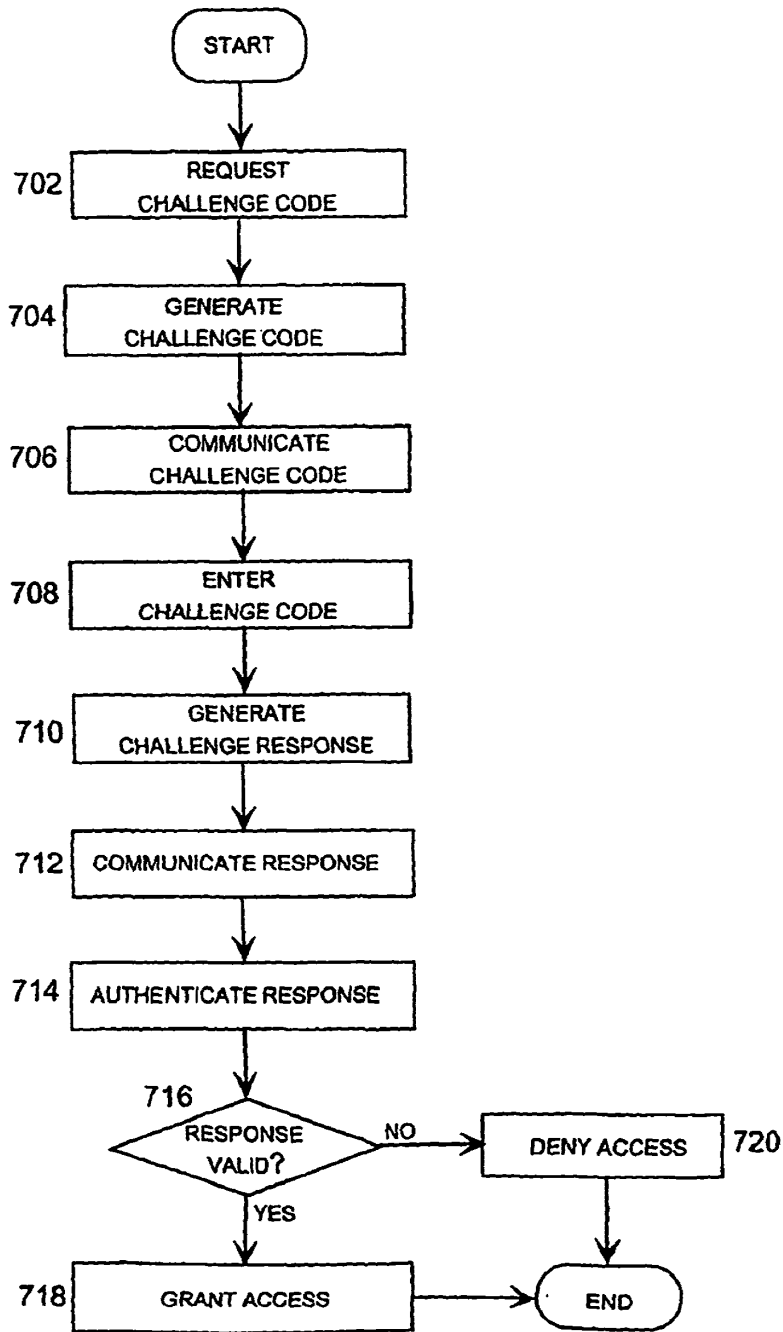 START
702
REQUEST
CHALLENGE CODE
704
GENERATE
CHALLENGE CODE
706
COMMUNICATE
CHALLENGE CODE
708
ENTER
CHALLENGE CODE
710
GENERATE
CHALLENGE RESPONSE
712
COMMUNICATE RESPONSE
714
AUTHENTICATE RESPONSE
716
RESPONSE
VALID?
NO
DENY ACCESS
720
YES
718
GRANT ACCESS
END